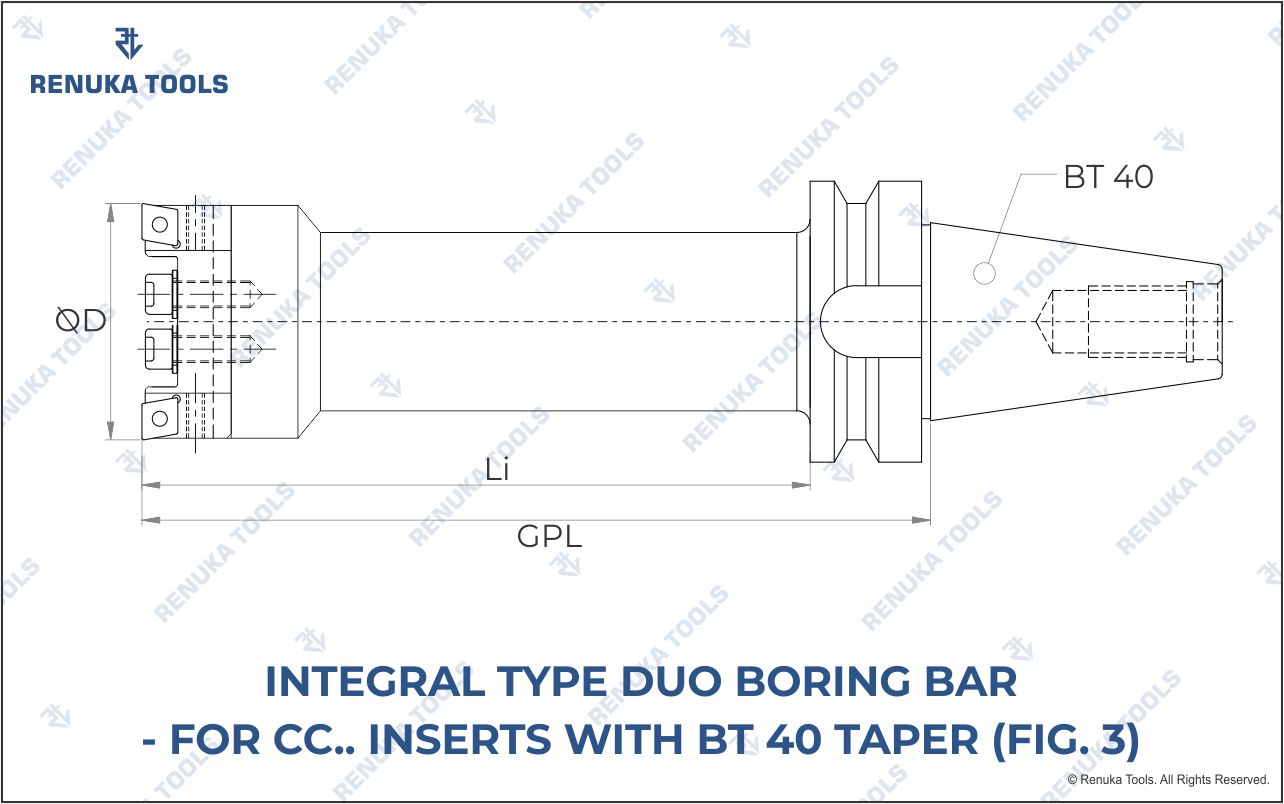 RENUKA TOOLS
BT 40
ØD
Li
GPL
INTEGRAL TYPE DUO BORING BAR
- FOR CC.. INSERTS WITH BT 40 TAPER (FIG. 3)
© Renuka Tools. All Rights Reserved.